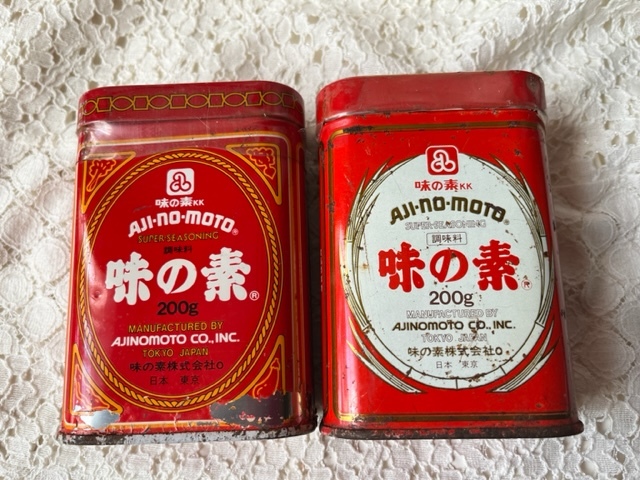 味の素KK
AJI-NO-MOTO®
SUPER SEASONING
調味料
味の素®
200g
MANUFACTURED BY
AJINOMOTO CO., INC.
TOKYO JAPAN
味の素株式会社
日本 東京
味の素KK
AJI-NO-MOTO®
SUPER-SEASONING
調味料
味の素®
200g
MANUFACTURED BY
AJINOMOTO CO., INC.
TOKYO JAPAN
味の素株式会社
日本 東京